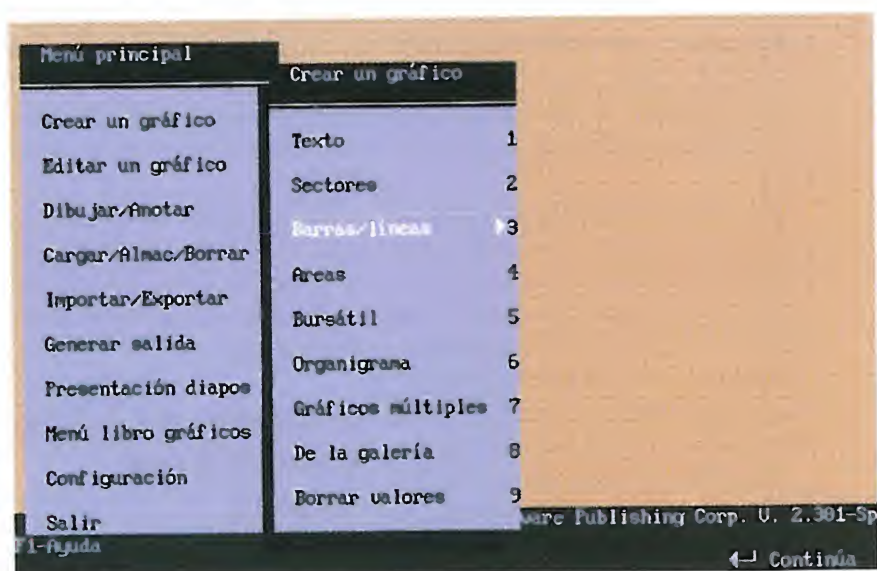 Menú principal
Crear un gráfico
Editar un gráfico
Dibujar/Anotar
Cargar/Almac/Borrar
Importar/Exportar
Generar salida
Presentación diapos
Menú libro gráficos
Configuración
Salir
Crear un gráfico
Texto 1
Sectores 2
Barras/líneas 3
Areas 4
Bursátil 5
Organigrama 6
Gráficos múltiples 7
De la galería 8
Borrar valores 9
ware Publishing Corp. V. 2.301-Sp
F1-Ayuda
Continúa